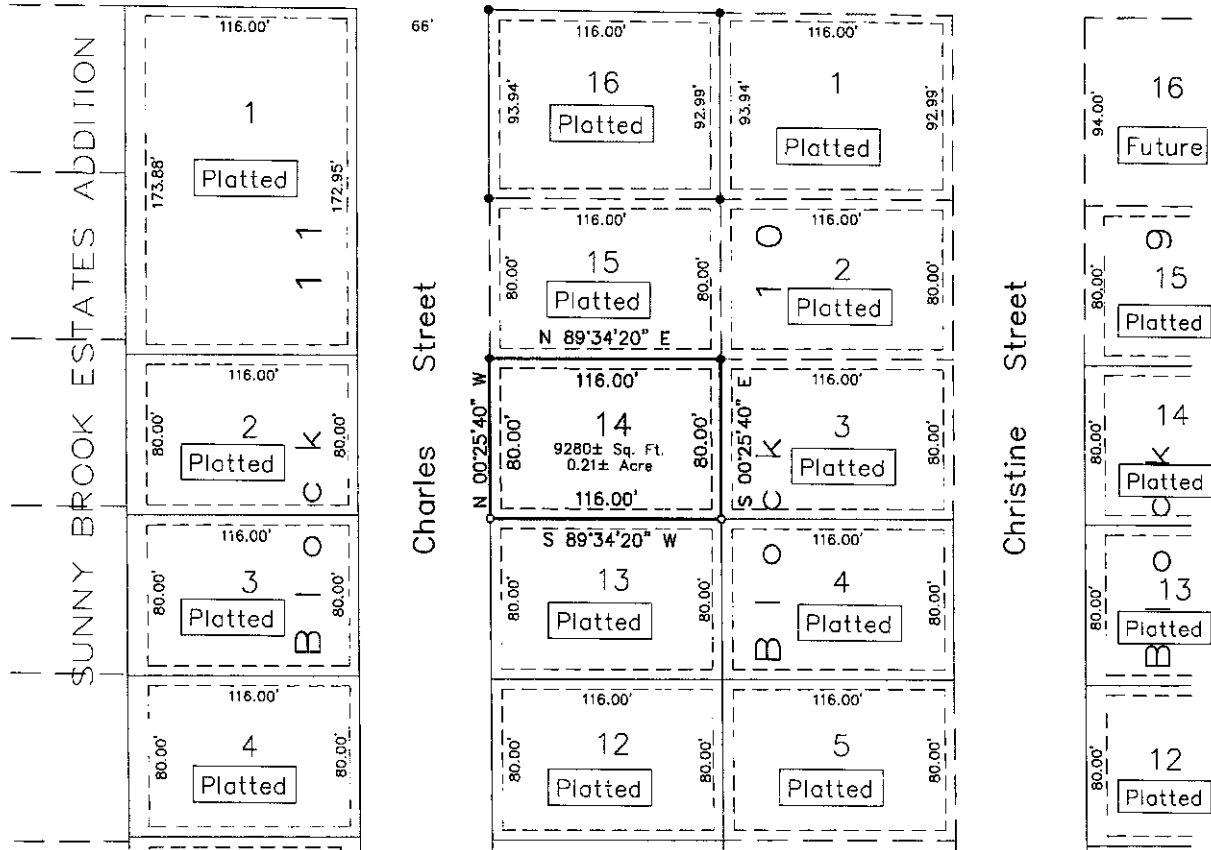 SUNNY BROOK ESTATES ADDITION
116.00'
1
Platted
173.88'
172.95'
116.00'
2
Platted
80.00'
80.00'
116.00'
3
Platted
80.00'
80.00'
116.00'
4
Platted
80.00'
80.00'
Block 11
66'
Charles Street
116.00'
16
Platted
93.94'
92.99'
116.00'
15
Platted
80.00'
80.00'
N 89°34'20" E
N 00°25'40" W
116.00'
14
9280± Sq. Ft.
0.21± Acre
80.00'
80.00'
116.00'
S 00°25'40" E
S 89°34'20" W
13
Platted
80.00'
80.00'
116.00'
12
Platted
80.00'
80.00'
116.00'
1
Platted
93.94'
92.99'
116.00'
2
Platted
80.00'
116.00'
3
Platted
80.00'
116.00'
4
Platted
80.00'
116.00'
5
Platted
80.00'
80.00'
Block 10
Christine Street
94.00'
16
Future
80.00'
15
Platted
80.00'
14
Platted
80.00'
13
Platted
80.00'
12
Platted
Block 9